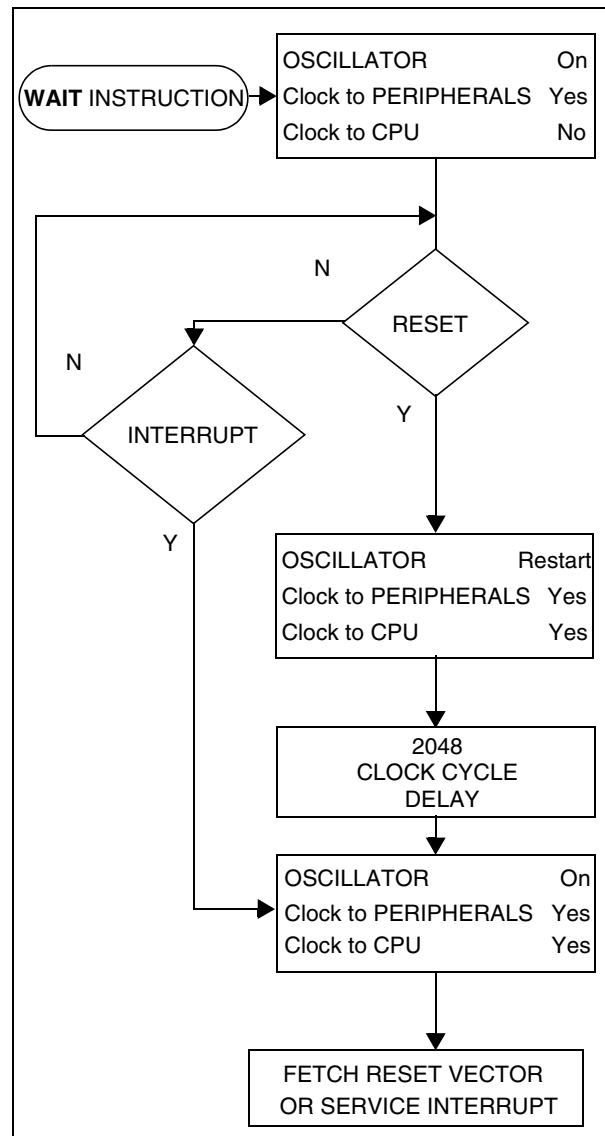 WAIT INSTRUCTION
OSCILLATOR On
Clock to PERIPHERALS Yes
Clock to CPU No
N
RESET
N
INTERRUPT
Y
Y
OSCILLATOR Restart
Clock to PERIPHERALS Yes
Clock to CPU Yes
2048
CLOCK CYCLE
DELAY
OSCILLATOR On
Clock to PERIPHERALS Yes
Clock to CPU Yes
FETCH RESET VECTOR
OR SERVICE INTERRUPT